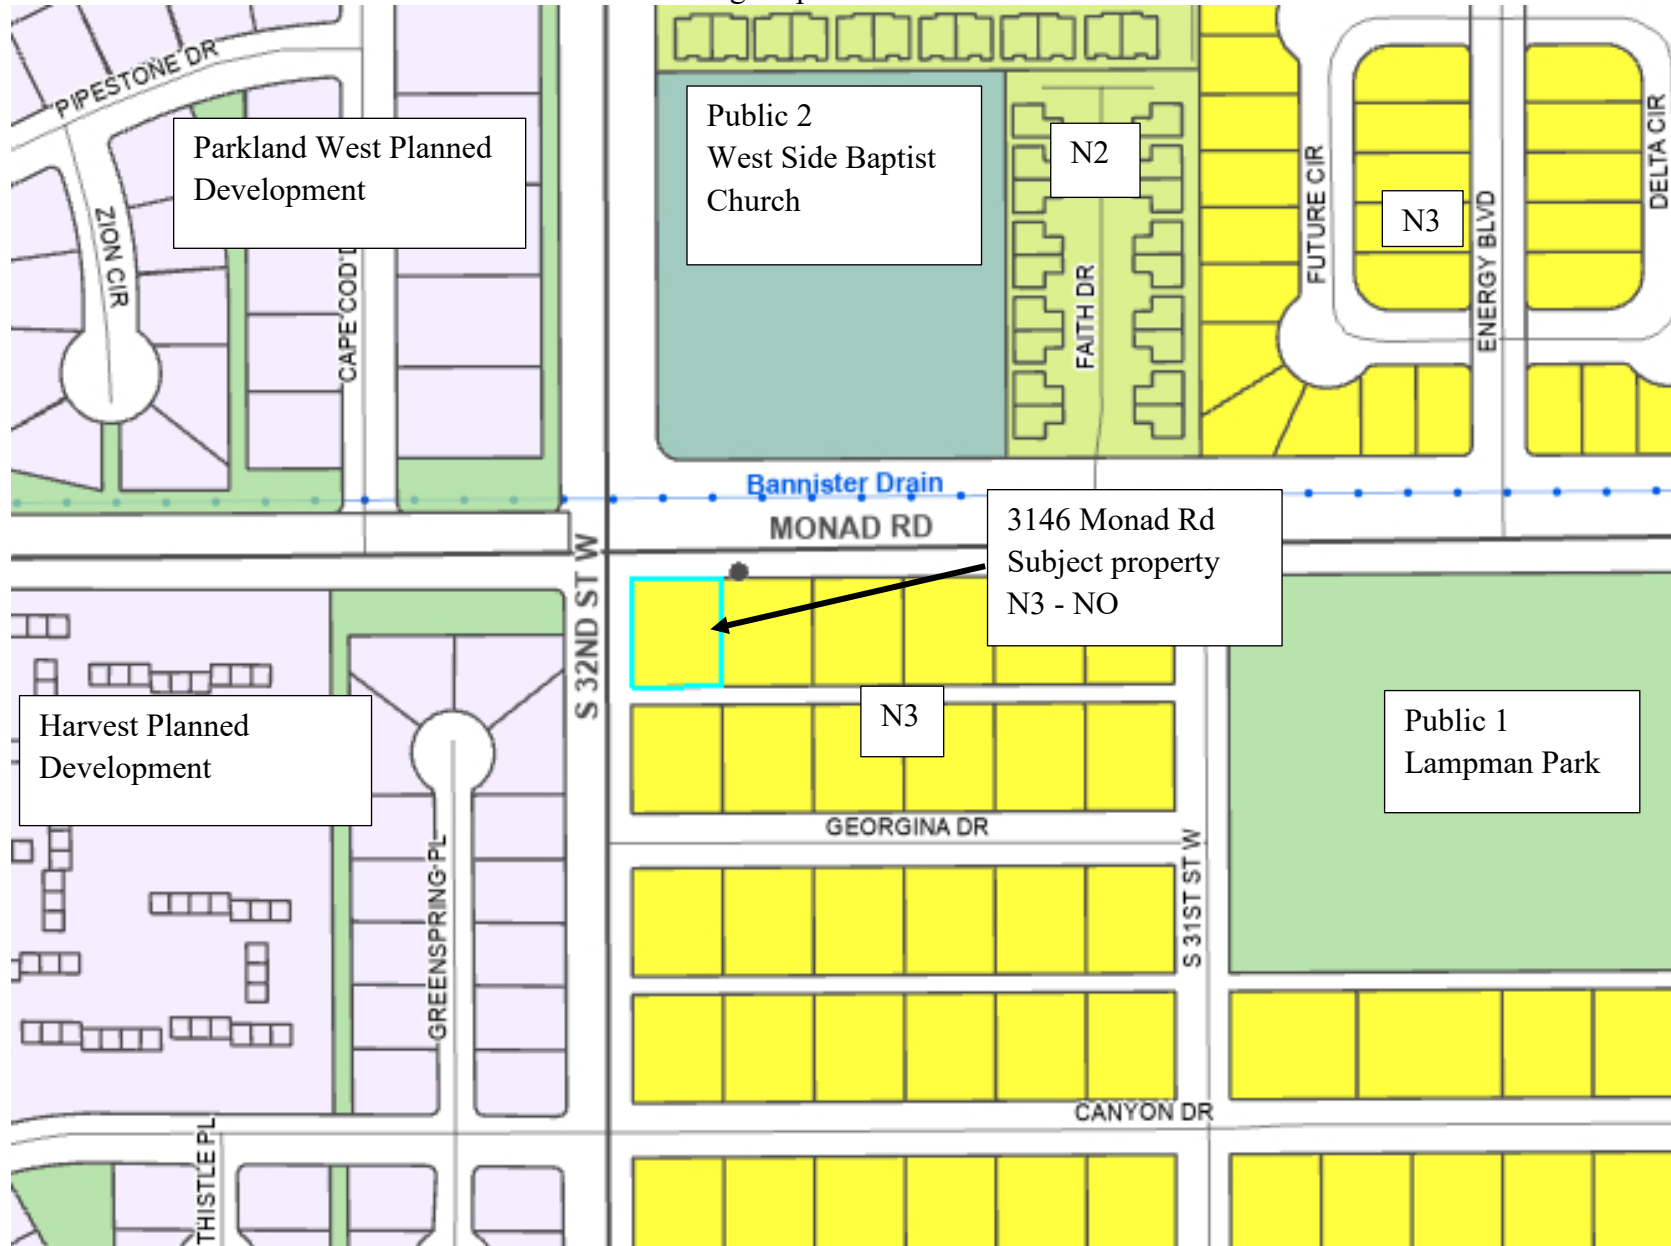 PIPESTONE DR
Parkland West Planned
Development
ZION CIR
CAPE COD
Public 2
West Side Baptist
Church
N2
FAITH DR
FUTURE CIR
N3
ENERGY BLVD
DELTA CIR
Bannister Drain
MONAD RD
3146 Monad Rd
Subject property
N3 - NO
S 32ND ST W
Harvest Planned
Development
GREENSPRING PL
N3
GEORGINA DR
S 31ST ST W
Public 1
Lampman Park
CANYON DR
THISTLE PL